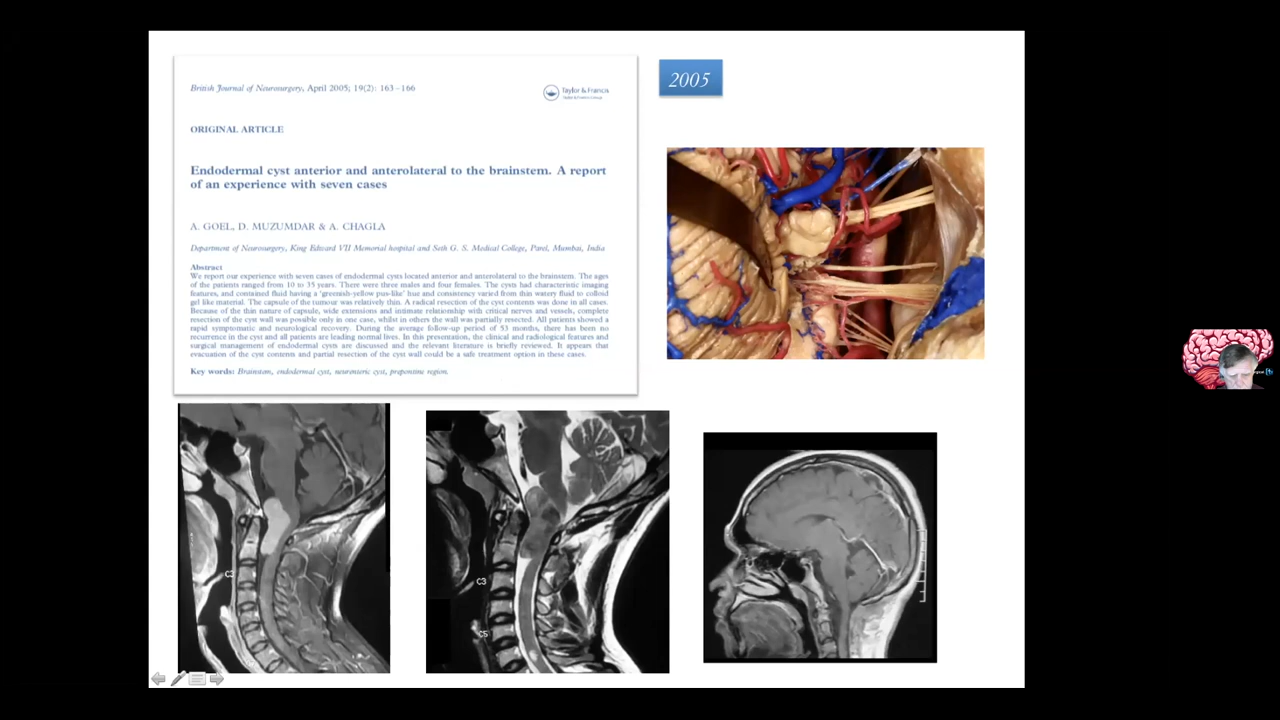 British Journal of Neurosurgery, April 2005; 19(2): 163–166
Taylor & Francis
Taylor & Francis Group
2005
ORIGINAL ARTICLE
Endodermal cyst anterior and anterolateral to the brainstem. A report
of an experience with seven cases
A. GOEL, D. MUZUMDAR & A. CHAGLA
Department of Neurosurgery, King Edward VII Memorial hospital and Seth G. S. Medical College, Parel, Mumbai, India
Abstract
We report our experience with seven cases of endodermal cysts located anterior and anterolateral to the brainstem. The ages
of the patients ranged from 10 to 35 years. There were three males and four females. The cysts had characteristic imaging
features, and contained fluid having a 'greenish-yellow pus-like' hue and consistency varied from thin watery fluid to colloid
gel like material. The capsule of the tumour was relatively thin. A radical resection of the cyst contents was done in all cases.
Because of the thin nature of capsule, wide extensions and intimate relationship with critical nerves and vessels, complete
resection of the cyst wall was possible only in one case, whilst in others the wall was partially resected. All patients showed a
rapid symptomatic and neurological recovery. During the average follow-up period of 53 months, there has been no
recurrence in the cyst and all patients are leading normal lives. In this presentation, the clinical and radiological features and
surgical management of endodermal cysts are discussed and the relevant literature is briefly reviewed. It appears that
evacuation of the cyst contents and partial resection of the cyst wall could be a safe treatment option in these cases.
Key words: Brainstem, endodermal cyst, neurenteric cyst, prepontine region.
C3
C3
C5